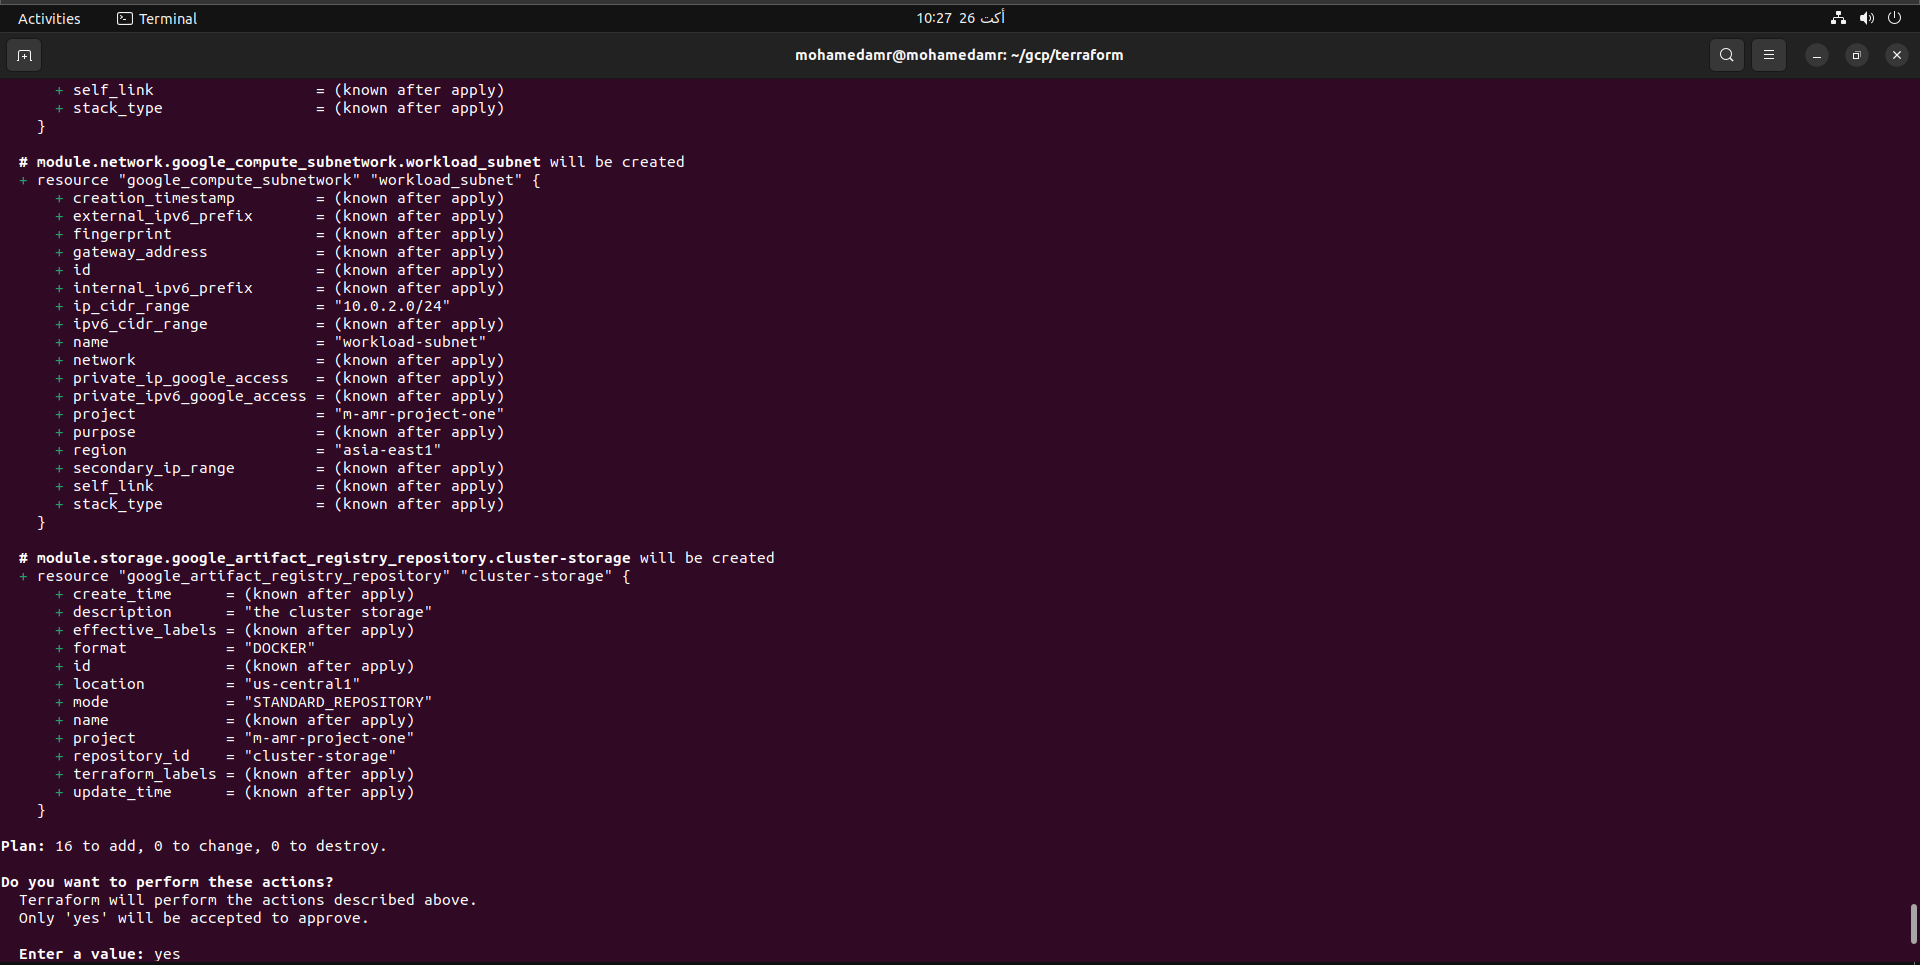 Activities
Terminal
10:27 26 أكت
mohamedamr@mohamedamr: ~/gcp/terraform
+ self_link = (known after apply)
+ stack_type = (known after apply)
}
# module.network.google_compute_subnetwork.workload_subnet will be created
+ resource "google_compute_subnetwork" "workload_subnet" {
+ creation_timestamp = (known after apply)
+ external_ipv6_prefix = (known after apply)
+ fingerprint = (known after apply)
+ gateway_address = (known after apply)
+ id = (known after apply)
+ internal_ipv6_prefix = (known after apply)
+ ip_cidr_range = "10.0.2.0/24"
+ ipv6_cidr_range = (known after apply)
+ name = "workload-subnet"
+ network = (known after apply)
+ private_ip_google_access = (known after apply)
+ private_ipv6_google_access = (known after apply)
+ project = "m-amr-project-one"
+ purpose = (known after apply)
+ region = "asia-east1"
+ secondary_ip_range = (known after apply)
+ self_link = (known after apply)
+ stack_type = (known after apply)
}
# module.storage.google_artifact_registry_repository.cluster-storage will be created
+ resource "google_artifact_registry_repository" "cluster-storage" {
+ create_time = (known after apply)
+ description = "the cluster storage"
+ effective_labels = (known after apply)
+ format = "DOCKER"
+ id = (known after apply)
+ location = "us-central1"
+ mode = "STANDARD_REPOSITORY"
+ name = (known after apply)
+ project = "m-amr-project-one"
+ repository_id = "cluster-storage"
+ terraform_labels = (known after apply)
+ update_time = (known after apply)
}
Plan: 16 to add, 0 to change, 0 to destroy.
Do you want to perform these actions?
Terraform will perform the actions described above.
Only 'yes' will be accepted to approve.
Enter a value: yes